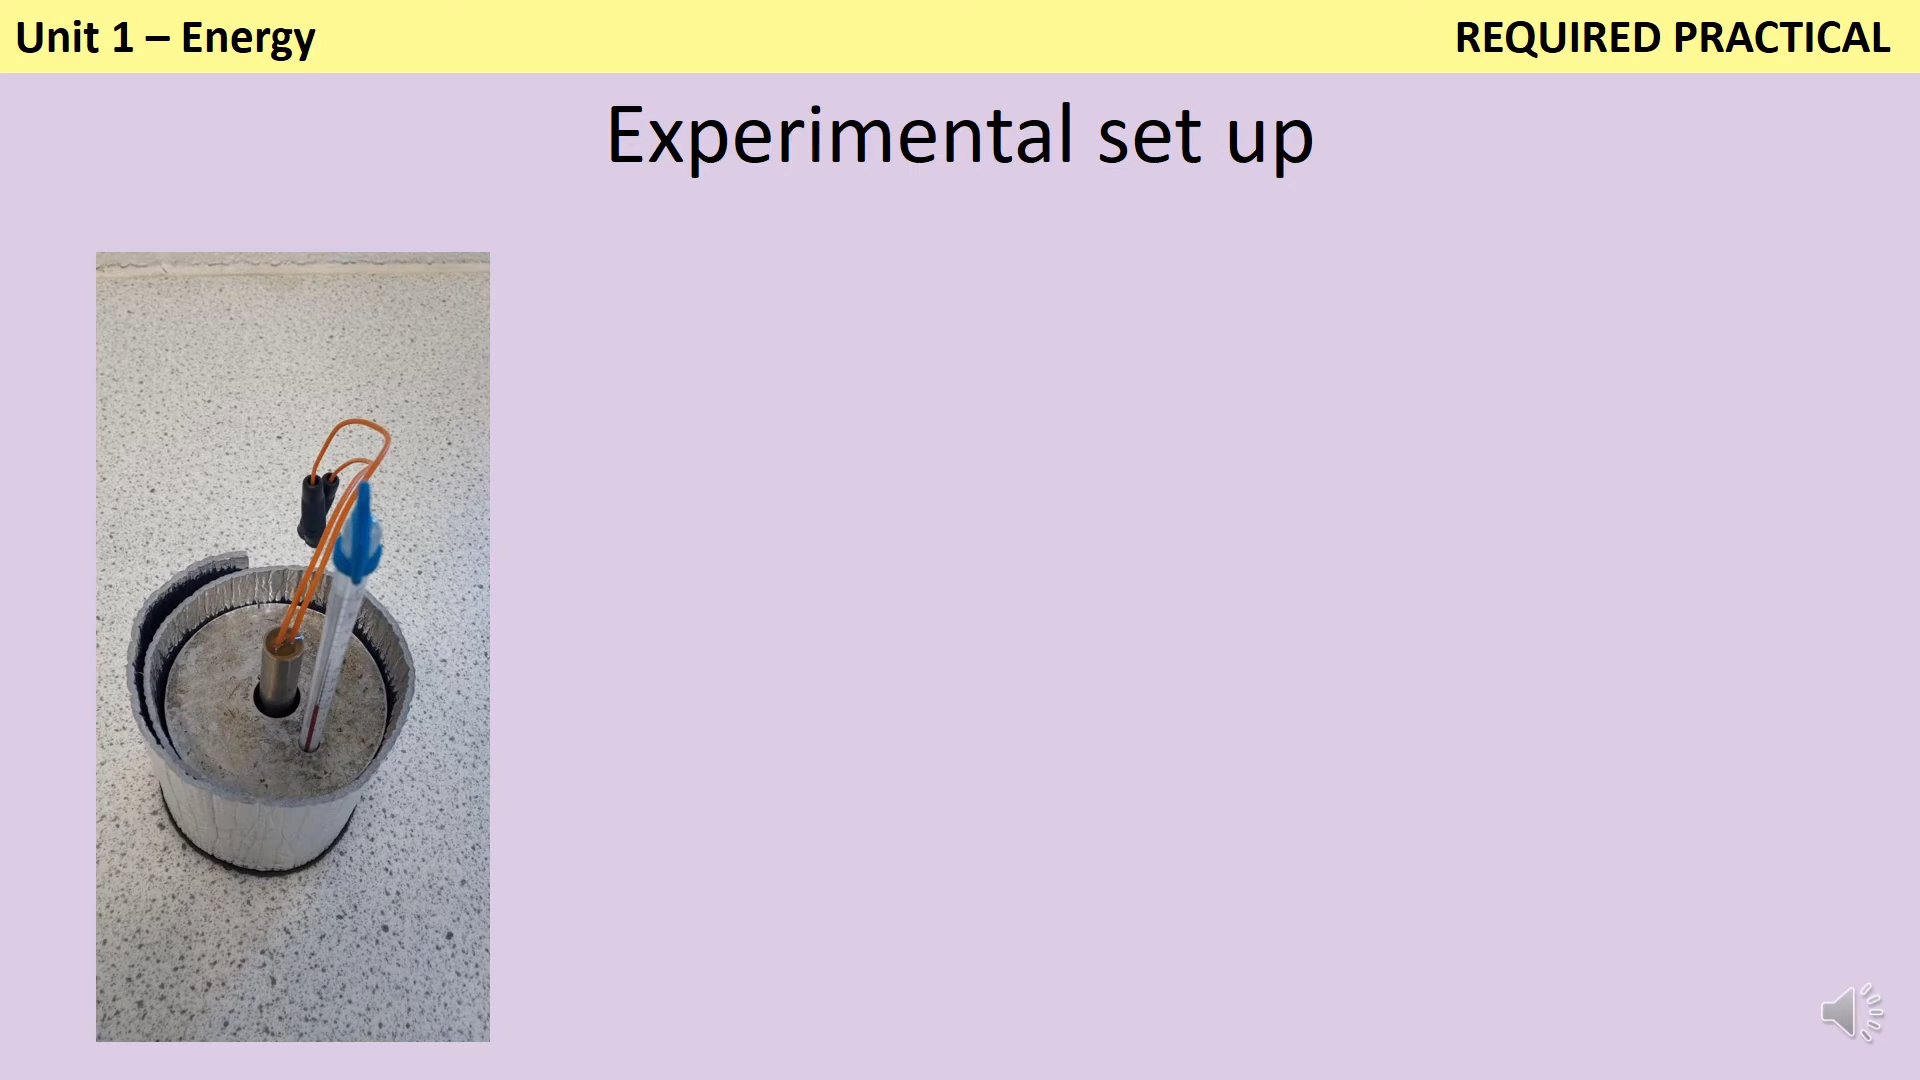 Unit 1 – Energy
REQUIRED PRACTICAL
Experimental set up